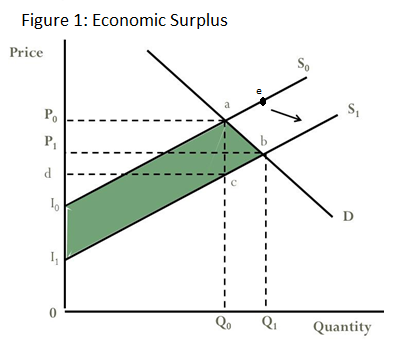 Figure 1: Economic Surplus
Price
S₀
e
a
S₁
P₀
P₁
b
d
c
I₀
D
I₁
0
Q₀
Q₁
Quantity